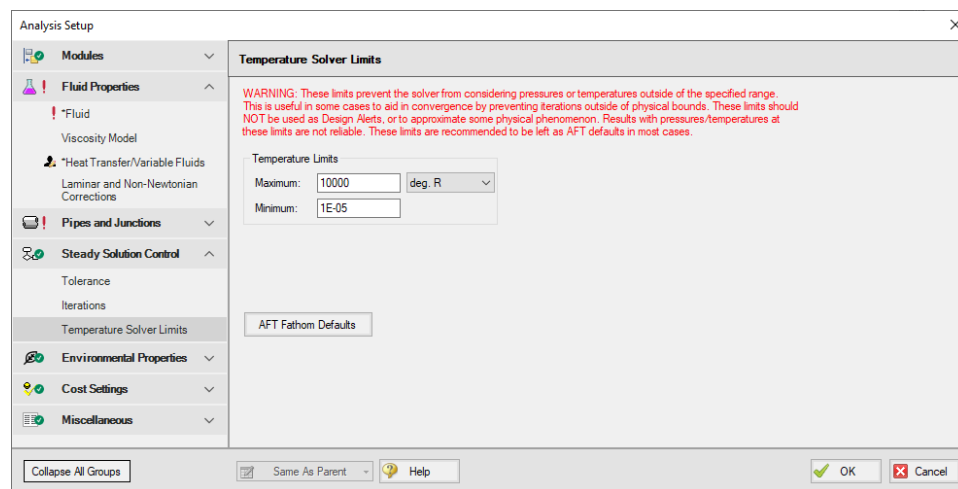 Analysis Setup
Modules
Fluid Properties
*Fluid
Viscosity Model
*Heat Transfer/Variable Fluids
Laminar and Non-Newtonian
Corrections
Pipes and Junctions
Steady Solution Control
Tolerance
Iterations
Temperature Solver Limits
Environmental Properties
Cost Settings
Miscellaneous
Collapse All Groups
Temperature Solver Limits
WARNING: These limits prevent the solver from considering pressures or temperatures outside of the specified range.
This is useful in some cases to aid in convergence by preventing iterations outside of physical bounds. These limits should
NOT be used as Design Alerts, or to approximate some physical phenomenon. Results with pressures/temperatures at
these limits are not reliable. These limits are recommended to be left as AFT defaults in most cases.
Temperature Limits
Maximum: 10000 deg. R
Minimum: 1E-05
AFT Fathom Defaults
Same As Parent
Help
OK
Cancel